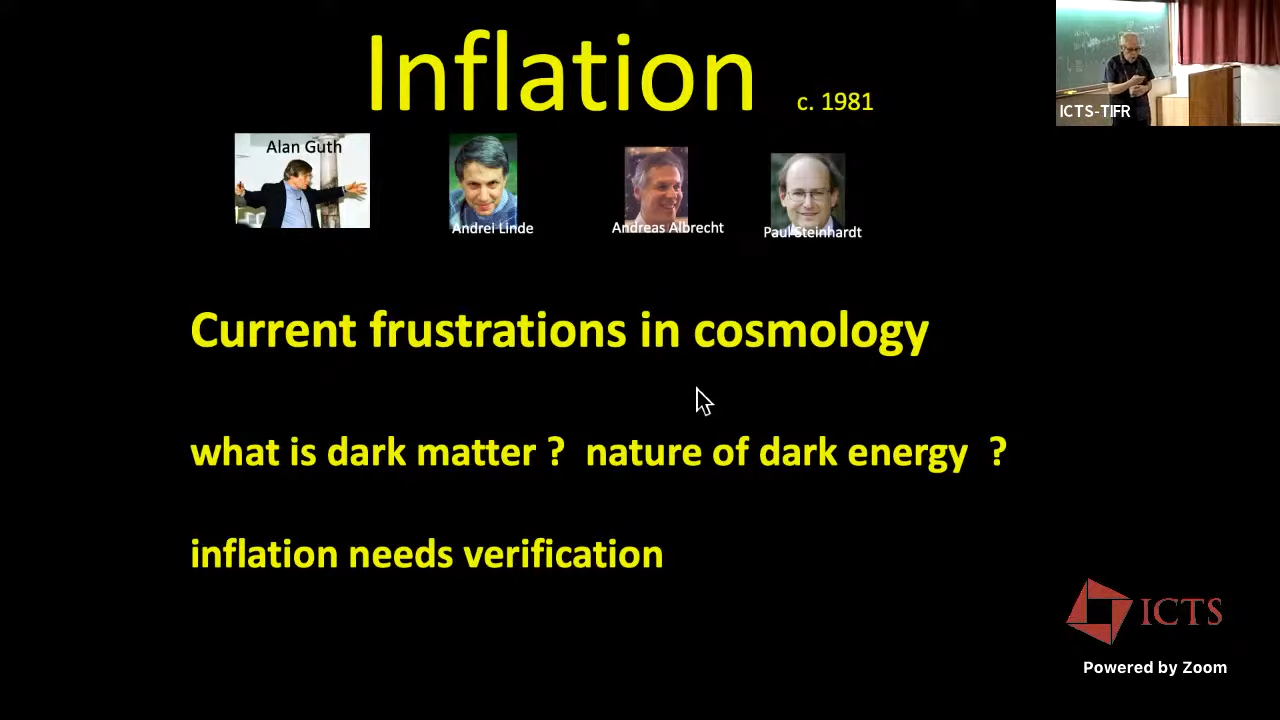 Inflation c. 1981
ICTS-TIFR
Alan Guth
Andrei Linde
Andreas Albrecht
Paul Steinhardt
Current frustrations in cosmology
what is dark matter ? nature of dark energy ?
inflation needs verification
ICTS
Powered by Zoom